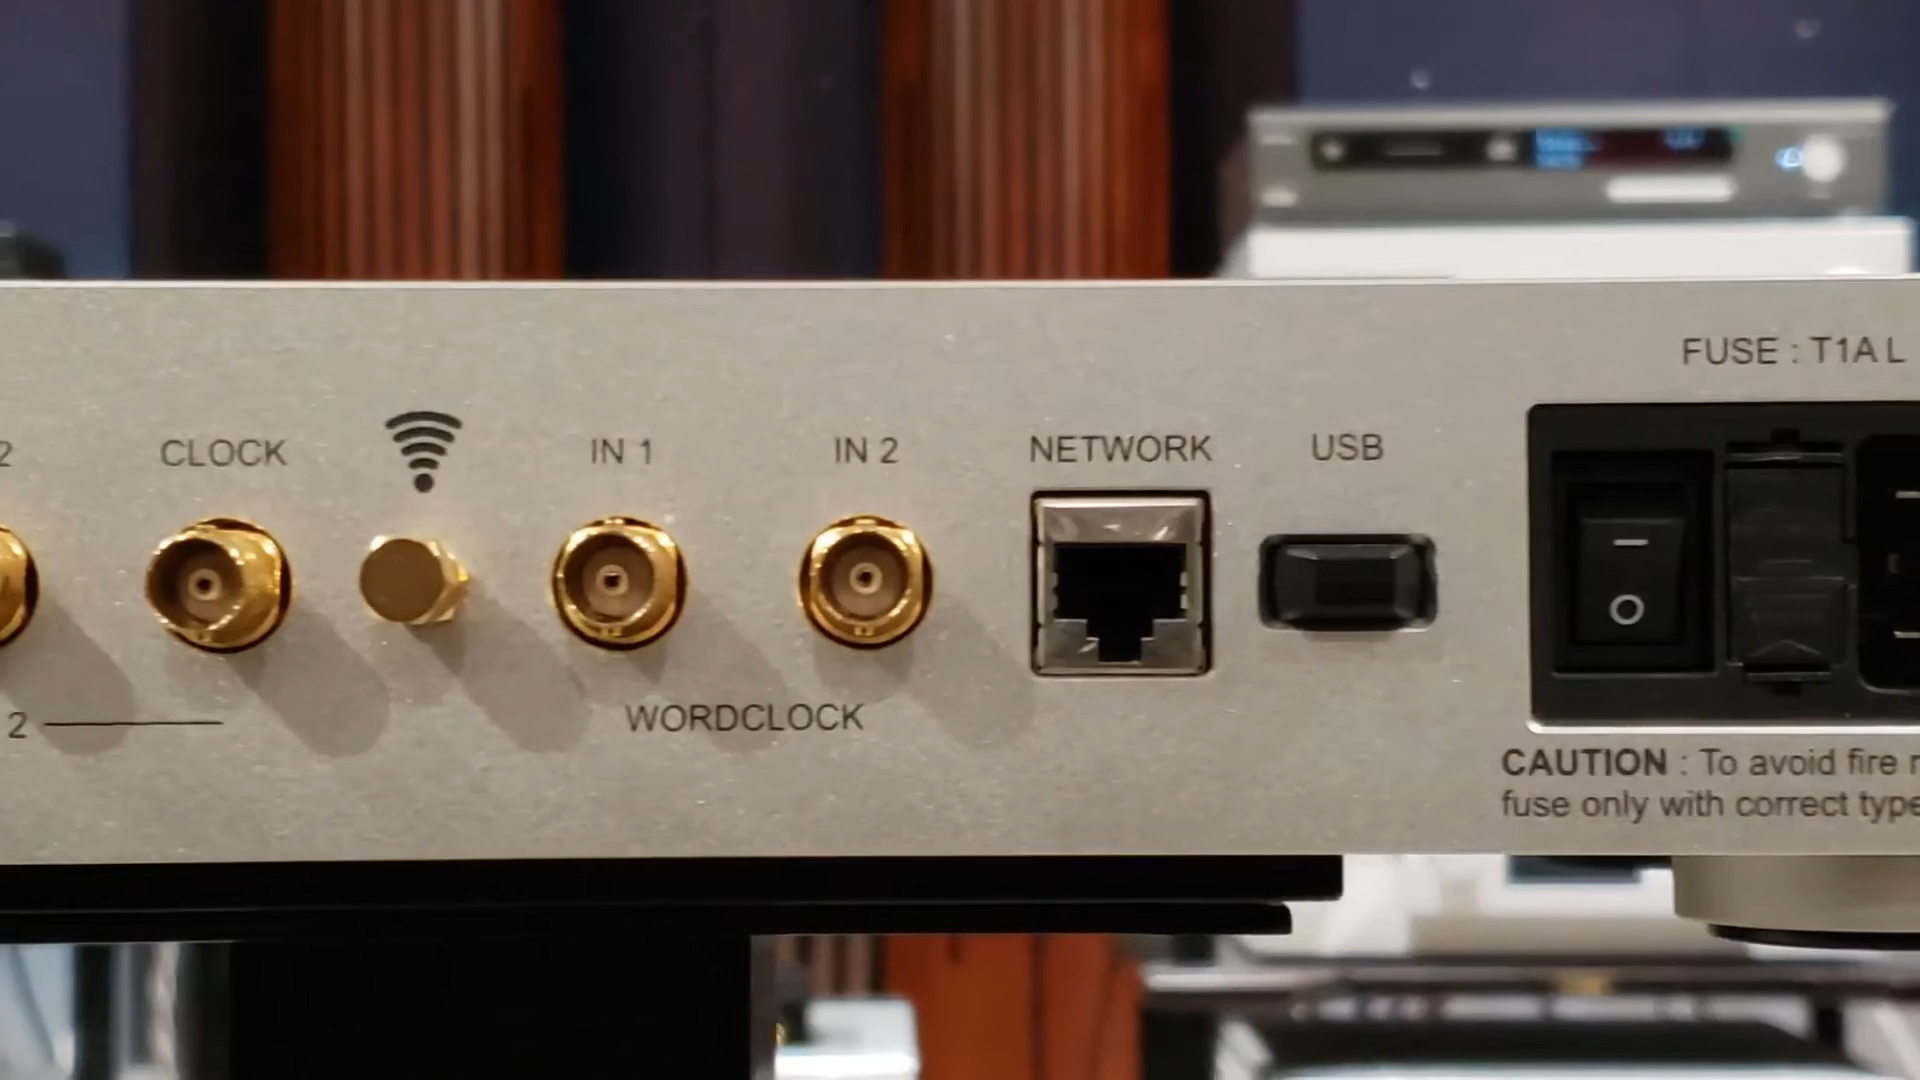 FUSE : T1A L
2
CLOCK
IN 1
IN 2
NETWORK
USB
2
WORDCLOCK
CAUTION : To avoid fire
fuse only with correct type